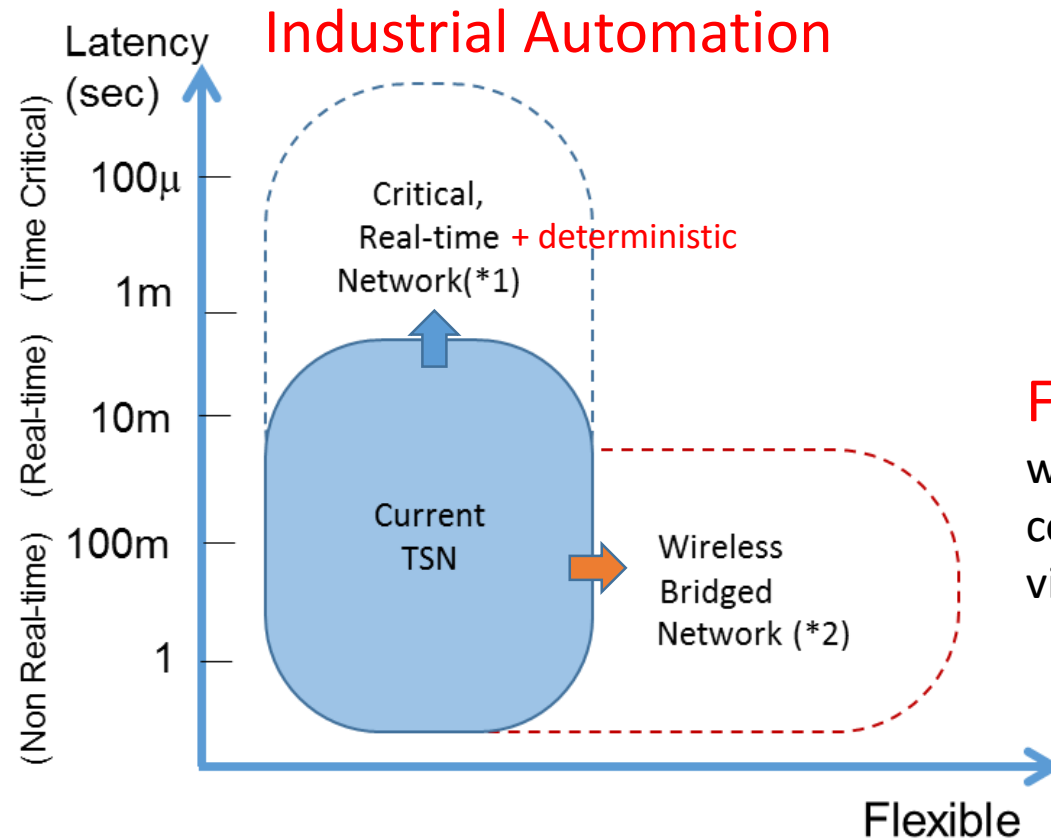 Industrial Automation
Latency
(sec)
(Time Critical)
(Real-time)
(Non Real-time)
100μ
1m
10m
100m
1
Critical,
Real-time + deterministic
Network(*1)
Current
TSN
Wireless
Bridged
Network (*2)
Flexible
F
w
vi